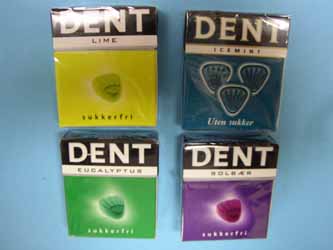 DENT
LIME
sukkerfri
DENT
ICEMINT
Uten sukker
DENT
EUCALYPTUS
sukkerfri
DENT
SOLBÆR
sukkerfri